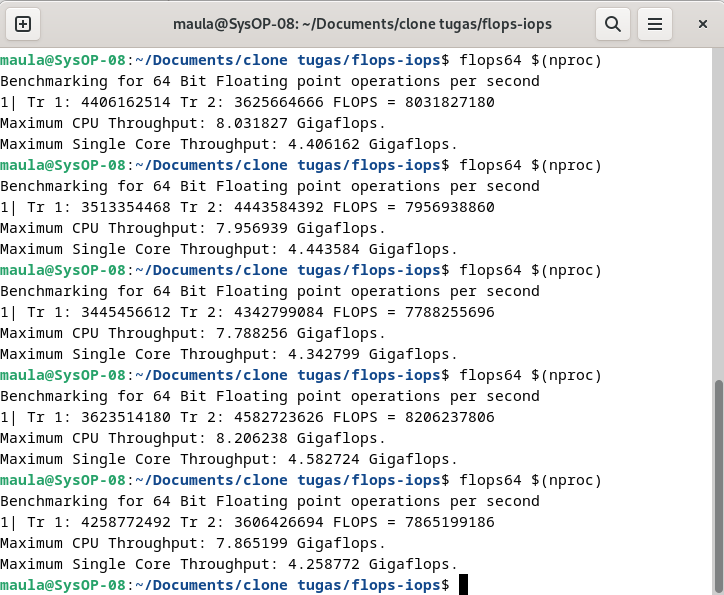 maula@SysOP-08: ~/Documents/clone tugas/flops-iops
maula@SysOP-08:~/Documents/clone tugas/flops-iops$ flops64 $(nproc)
Benchmarking for 64 Bit Floating point operations per second
1| Tr 1: 4406162514 Tr 2: 3625664666 FLOPS = 8031827180
Maximum CPU Throughput: 8.031827 Gigaflops.
Maximum Single Core Throughput: 4.406162 Gigaflops.
maula@SysOP-08:~/Documents/clone tugas/flops-iops$ flops64 $(nproc)
Benchmarking for 64 Bit Floating point operations per second
1| Tr 1: 3513354468 Tr 2: 4443584392 FLOPS = 7956938860
Maximum CPU Throughput: 7.956939 Gigaflops.
Maximum Single Core Throughput: 4.443584 Gigaflops.
maula@SysOP-08:~/Documents/clone tugas/flops-iops$ flops64 $(nproc)
Benchmarking for 64 Bit Floating point operations per second
1| Tr 1: 3445456612 Tr 2: 4342799084 FLOPS = 7788255696
Maximum CPU Throughput: 7.788256 Gigaflops.
Maximum Single Core Throughput: 4.342799 Gigaflops.
maula@SysOP-08:~/Documents/clone tugas/flops-iops$ flops64 $(nproc)
Benchmarking for 64 Bit Floating point operations per second
1| Tr 1: 3623514180 Tr 2: 4582723626 FLOPS = 8206237806
Maximum CPU Throughput: 8.206238 Gigaflops.
Maximum Single Core Throughput: 4.582724 Gigaflops.
maula@SysOP-08:~/Documents/clone tugas/flops-iops$ flops64 $(nproc)
Benchmarking for 64 Bit Floating point operations per second
1| Tr 1: 4258772492 Tr 2: 3606426694 FLOPS = 7865199186
Maximum CPU Throughput: 7.865199 Gigaflops.
Maximum Single Core Throughput: 4.258772 Gigaflops.
maula@SysOP-08:~/Documents/clone tugas/flops-iops$